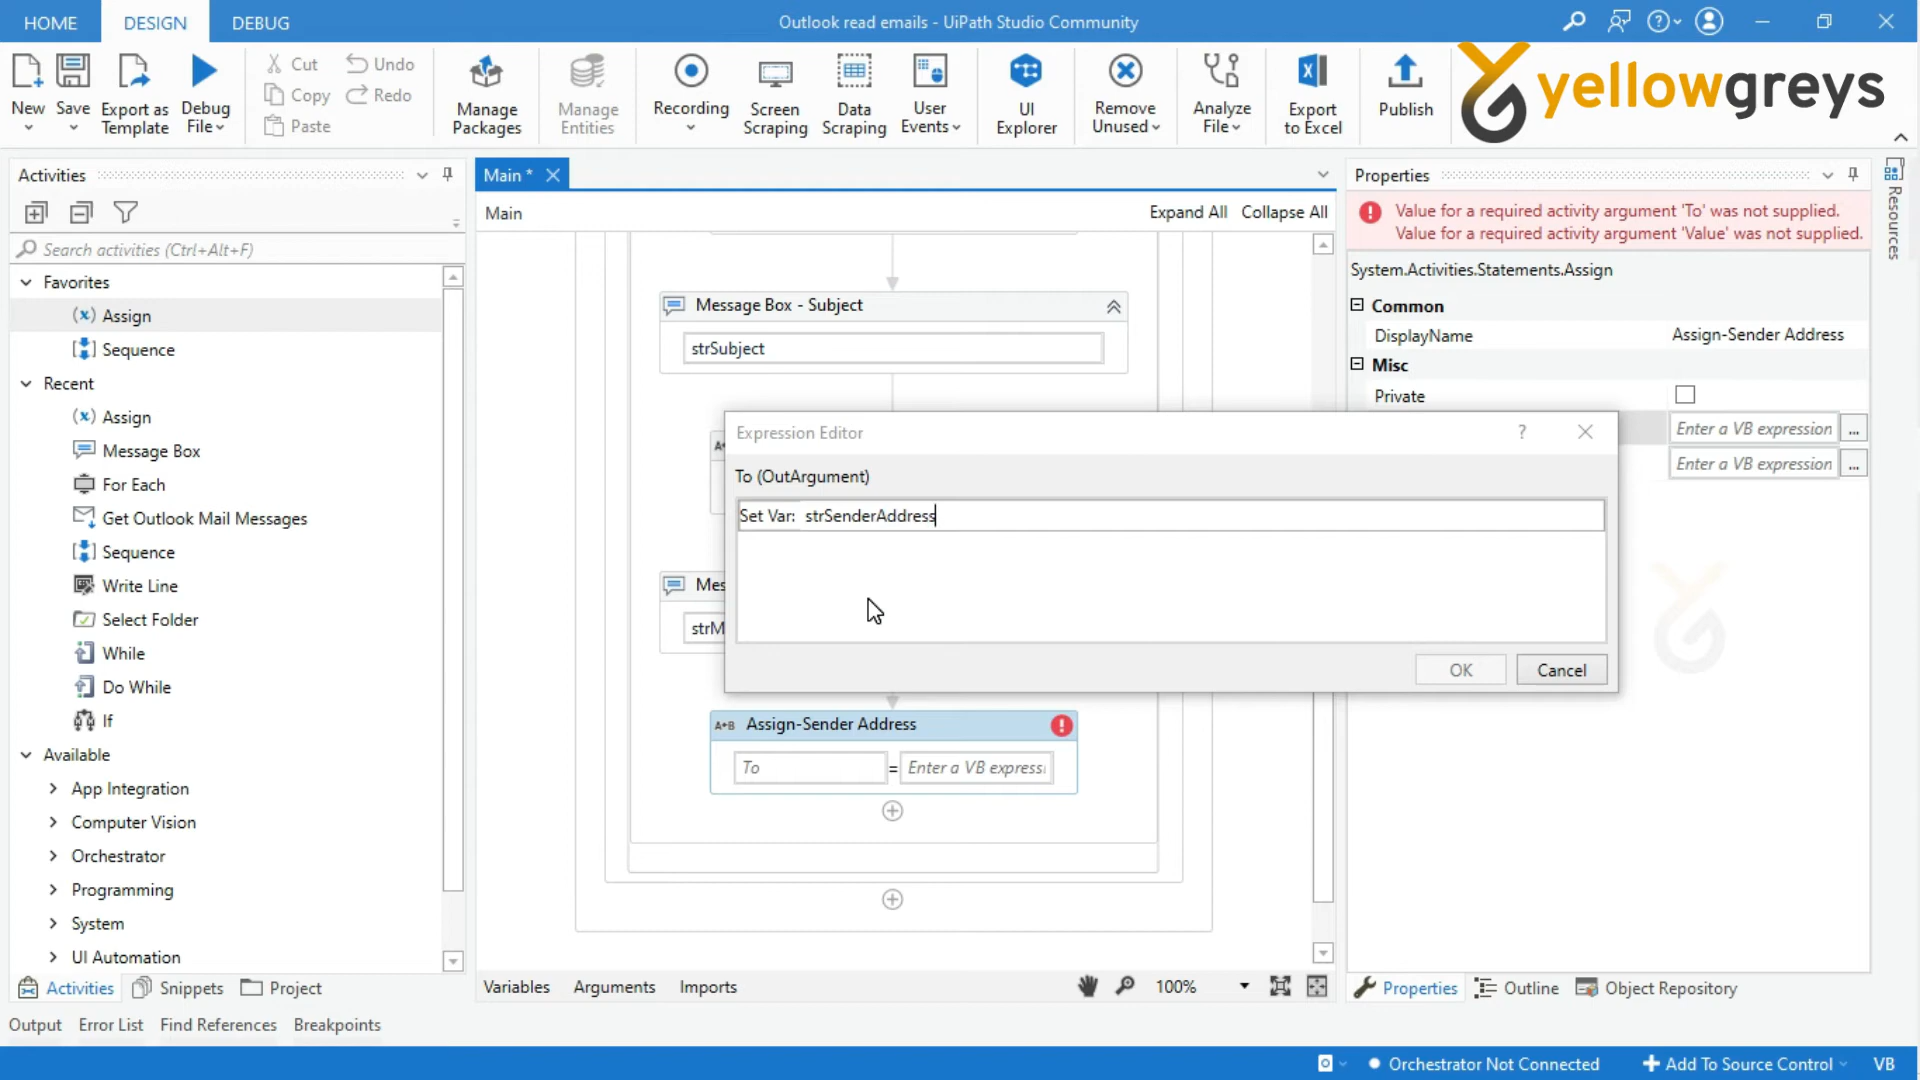 HOME
DESIGN
DEBUG
Outlook read emails - UiPath Studio Community
New
Save
Export as
Template
Debug
File
Cut
Copy
Paste
Undo
Redo
Manage
Packages
Manage
Entities
Recording
Screen
Scraping
Data
Scraping
User
Events
UI
Explorer
Remove
Unused
Analyze
File
Export
to Excel
Publish
yellowgreys
Activities
Search activities (Ctrl+Alt+F)
Favorites
Assign
Sequence
Recent
Assign
Message Box
For Each
Get Outlook Mail Messages
Sequence
Write Line
Select Folder
While
Do While
If
Available
App Integration
Computer Vision
Orchestrator
Programming
System
UI Automation
Activities
Snippets
Project
Main *
Main
Expand All
Collapse All
Message Box - Subject
strSubject
Mes
strM
Expression Editor
To (OutArgument)
Set Var: strSenderAddress
OK
Cancel
A+B Assign-Sender Address
To = Enter a VB expressi
Variables
Arguments
Imports
100%
Properties
Value for a required activity argument 'To' was not supplied.
Value for a required activity argument 'Value' was not supplied.
System.Activities.Statements.Assign
Common
DisplayName
Assign-Sender Address
Misc
Private
Enter a VB expression ...
Enter a VB expression ...
Resources
Properties
Outline
Object Repository
Output
Error List
Find References
Breakpoints
Orchestrator Not Connected
Add To Source Control
VB